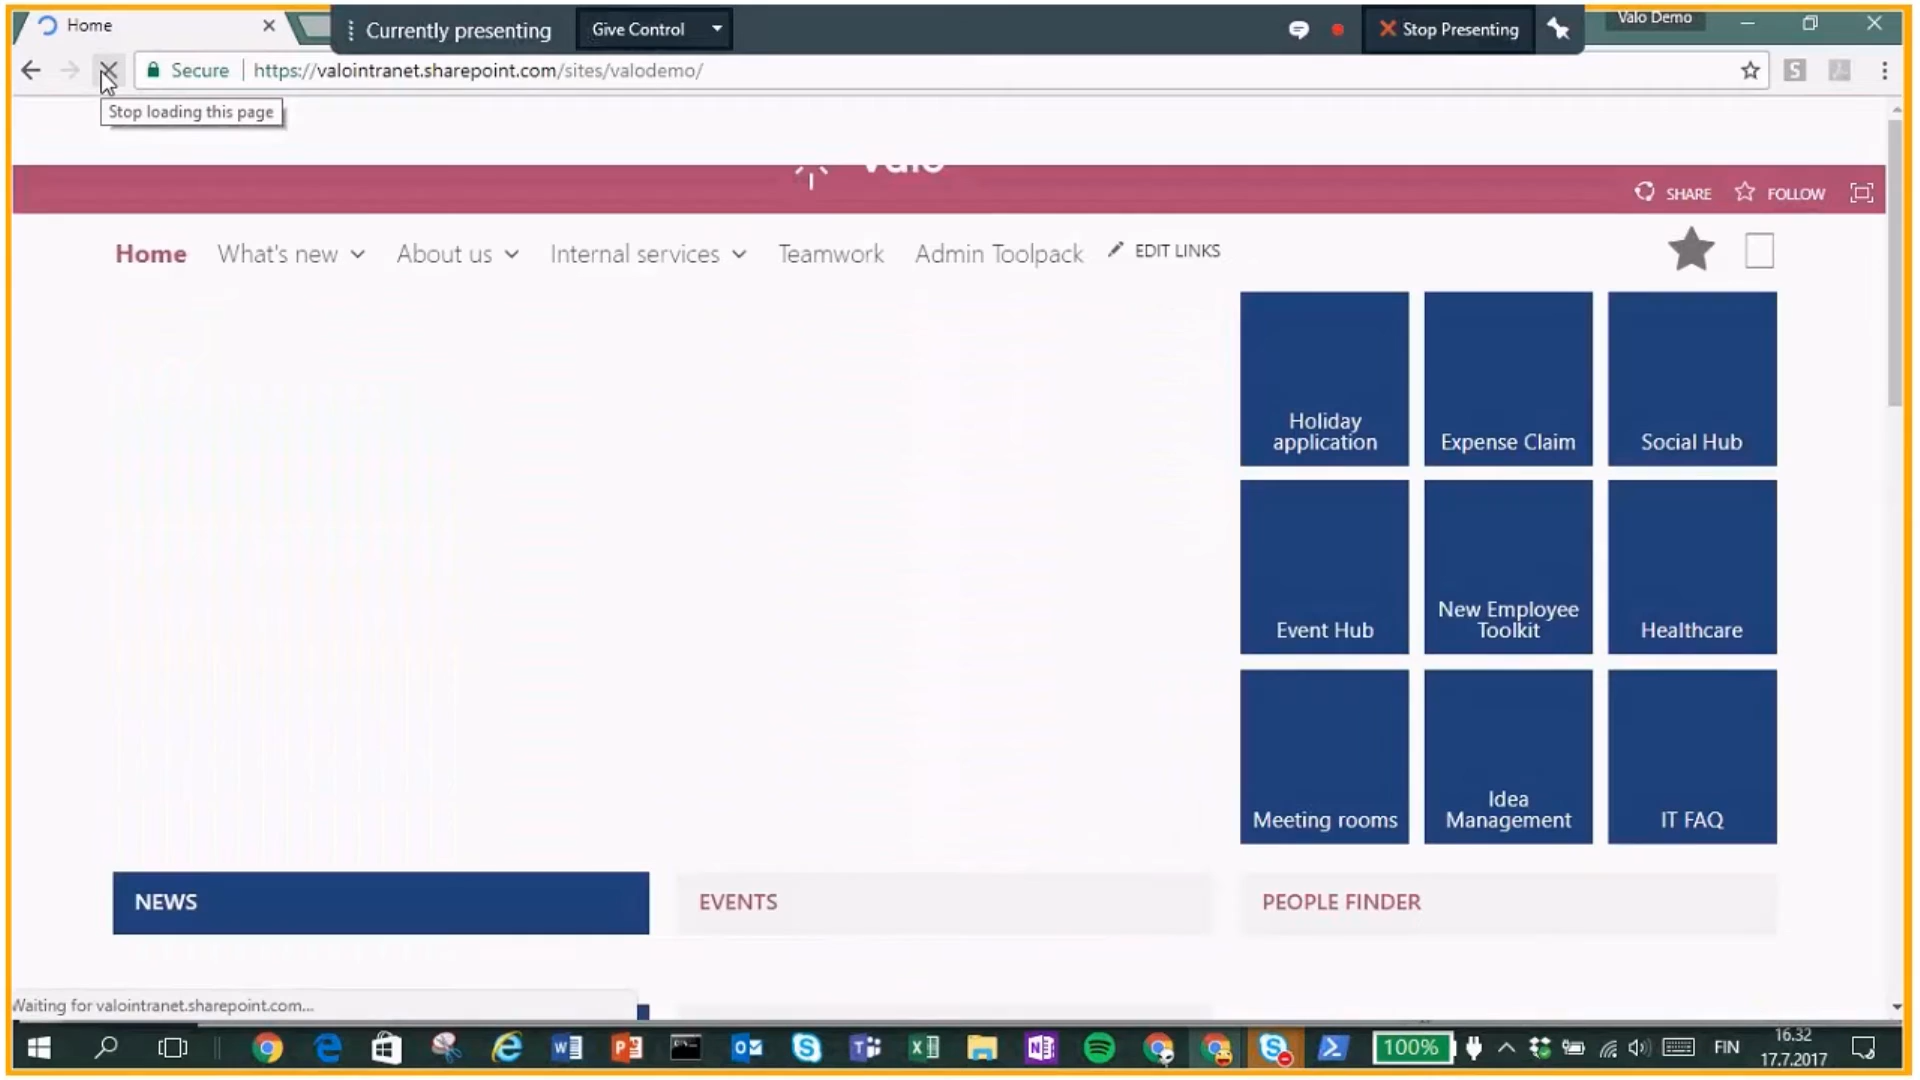 Home
Currently presenting
Give Control
Stop Presenting
Valo Demo
Secure
https://valointranet.sharepoint.com/sites/valodemo/
S
Stop loading this page
valo
SHARE
FOLLOW
Home
What's new
About us
Internal services
Teamwork
Admin Toolpack
EDIT LINKS
Holiday
application
Expense Claim
Social Hub
Event Hub
New Employee
Toolkit
Healthcare
Meeting rooms
Idea
Management
IT FAQ
NEWS
EVENTS
PEOPLE FINDER
Waiting for valointranet.sharepoint.com...
100%
FIN
16.32
17.7.2017